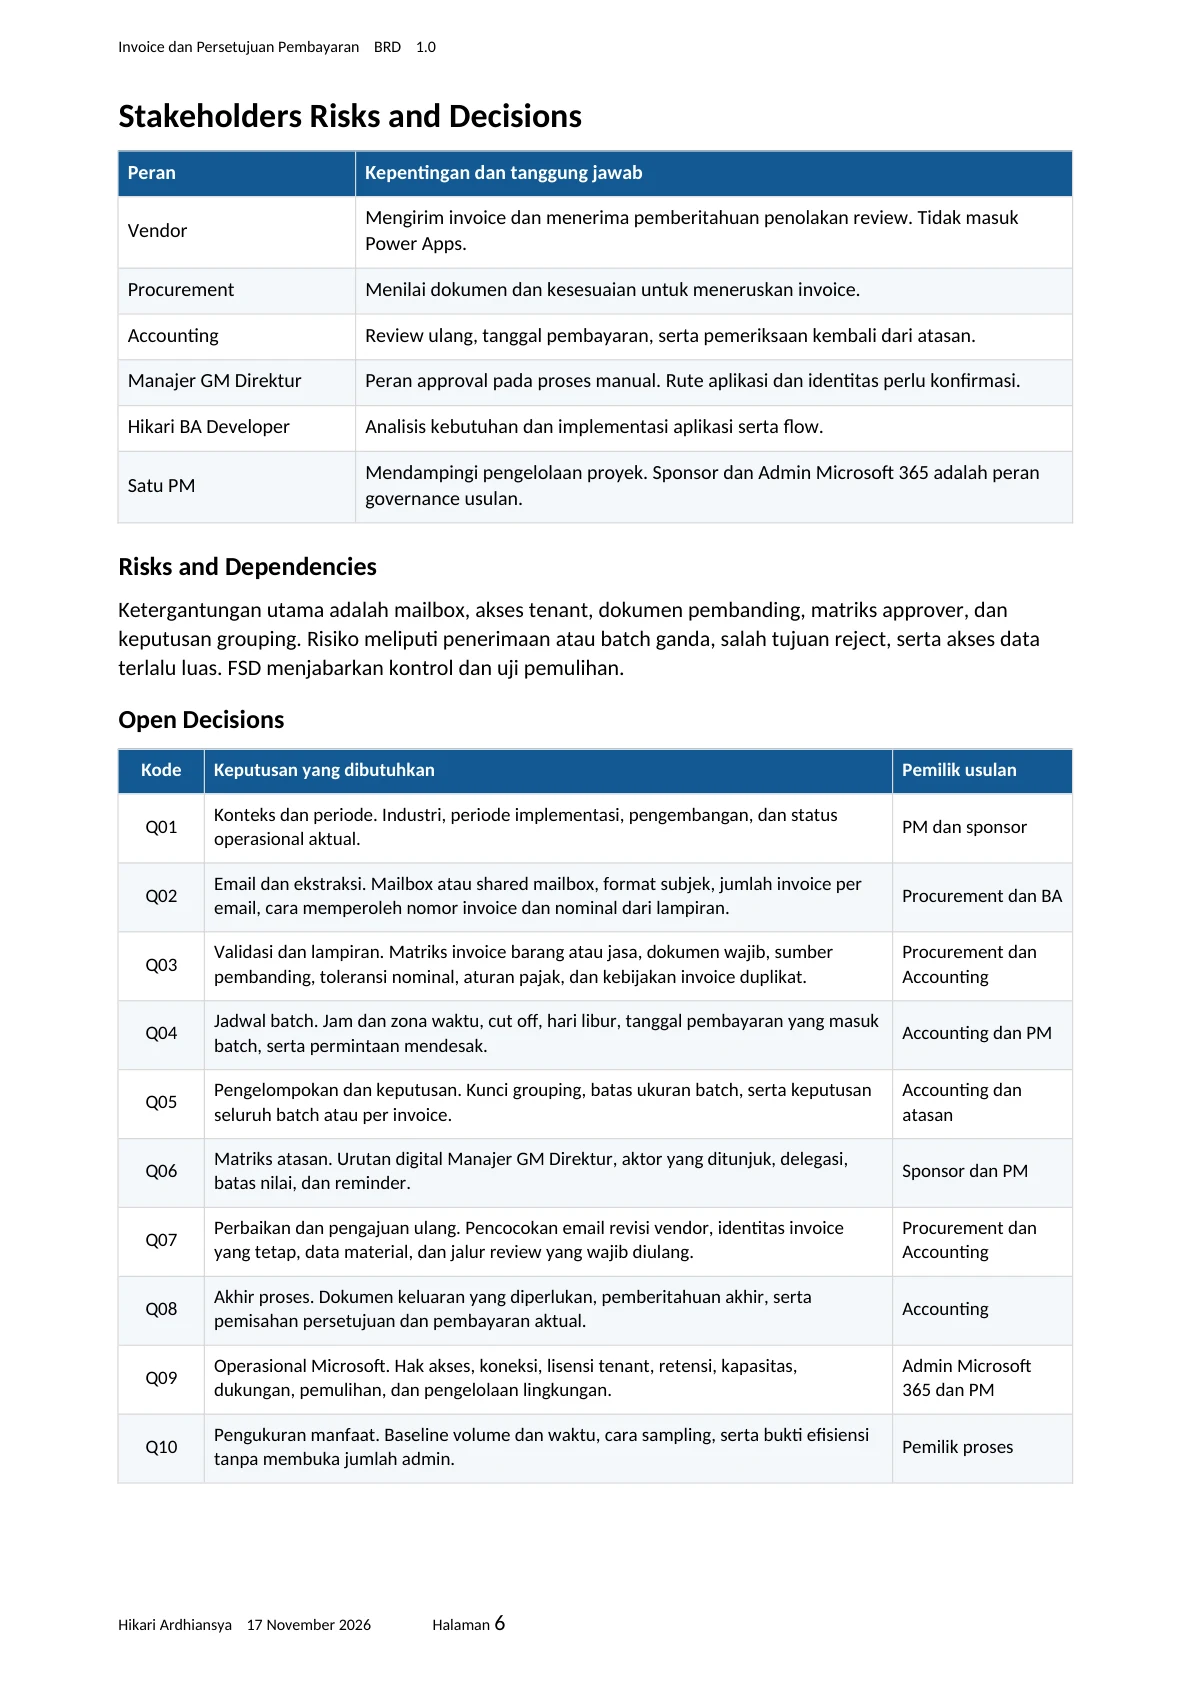 Invoice dan Persetujuan Pembayaran BRD 1.0
Stakeholders Risks and Decisions
Peran Kepentingan dan tanggung jawab
Vendor Mengirim invoice dan menerima pemberitahuan penolakan review. Tidak masuk
Power Apps.
Procurement Menilai dokumen dan kesesuaian untuk meneruskan invoice.
Accounting Review ulang, tanggal pembayaran, serta pemeriksaan kembali dari atasan.
Manajer GM Direktur Peran approval pada proses manual. Rute aplikasi dan identitas perlu konfirmasi.
Hikari BA Developer Analisis kebutuhan dan implementasi aplikasi serta flow.
Satu PM Mendampingi pengelolaan proyek. Sponsor dan Admin Microsoft 365 adalah peran
governance usulan.
Risks and Dependencies
Ketergantungan utama adalah mailbox, akses tenant, dokumen pembanding, matriks approver, dan
keputusan grouping. Risiko meliputi penerimaan atau batch ganda, salah tujuan reject, serta akses data
terlalu luas. FSD menjabarkan kontrol dan uji pemulihan.
Open Decisions
Kode Keputusan yang dibutuhkan Pemilik usulan
Q01 Konteks dan periode. Industri, periode implementasi, pengembangan, dan status
operasional aktual. PM dan sponsor
Q02 Email dan ekstraksi. Mailbox atau shared mailbox, format subjek, jumlah invoice per
email, cara memperoleh nomor invoice dan nominal dari lampiran. Procurement dan BA
Q03 Validasi dan lampiran. Matriks invoice barang atau jasa, dokumen wajib, sumber
pembanding, toleransi nominal, aturan pajak, dan kebijakan invoice duplikat. Procurement dan
Accounting
Q04 Jadwal batch. Jam dan zona waktu, cut off, hari libur, tanggal pembayaran yang masuk
batch, serta permintaan mendesak. Accounting dan PM
Q05 Pengelompokan dan keputusan. Kunci grouping, batas ukuran batch, serta keputusan
seluruh batch atau per invoice. Accounting dan
atasan
Q06 Matriks atasan. Urutan digital Manajer GM Direktur, aktor yang ditunjuk, delegasi,
batas nilai, dan reminder. Sponsor dan PM
Q07 Perbaikan dan pengajuan ulang. Pencocokan email revisi vendor, identitas invoice
yang tetap, data material, dan jalur review yang wajib diulang. Procurement dan
Accounting
Q08 Akhir proses. Dokumen keluaran yang diperlukan, pemberitahuan akhir, serta
pemisahan persetujuan dan pembayaran aktual. Accounting
Q09 Operasional Microsoft. Hak akses, koneksi, lisensi tenant, retensi, kapasitas,
dukungan, pemulihan, dan pengelolaan lingkungan. Admin Microsoft
365 dan PM
Q10 Pengukuran manfaat. Baseline volume dan waktu, cara sampling, serta bukti efisiensi
tanpa membuka jumlah admin. Pemilik proses
Hikari Ardhiansya 17 November 2026 Halaman 6